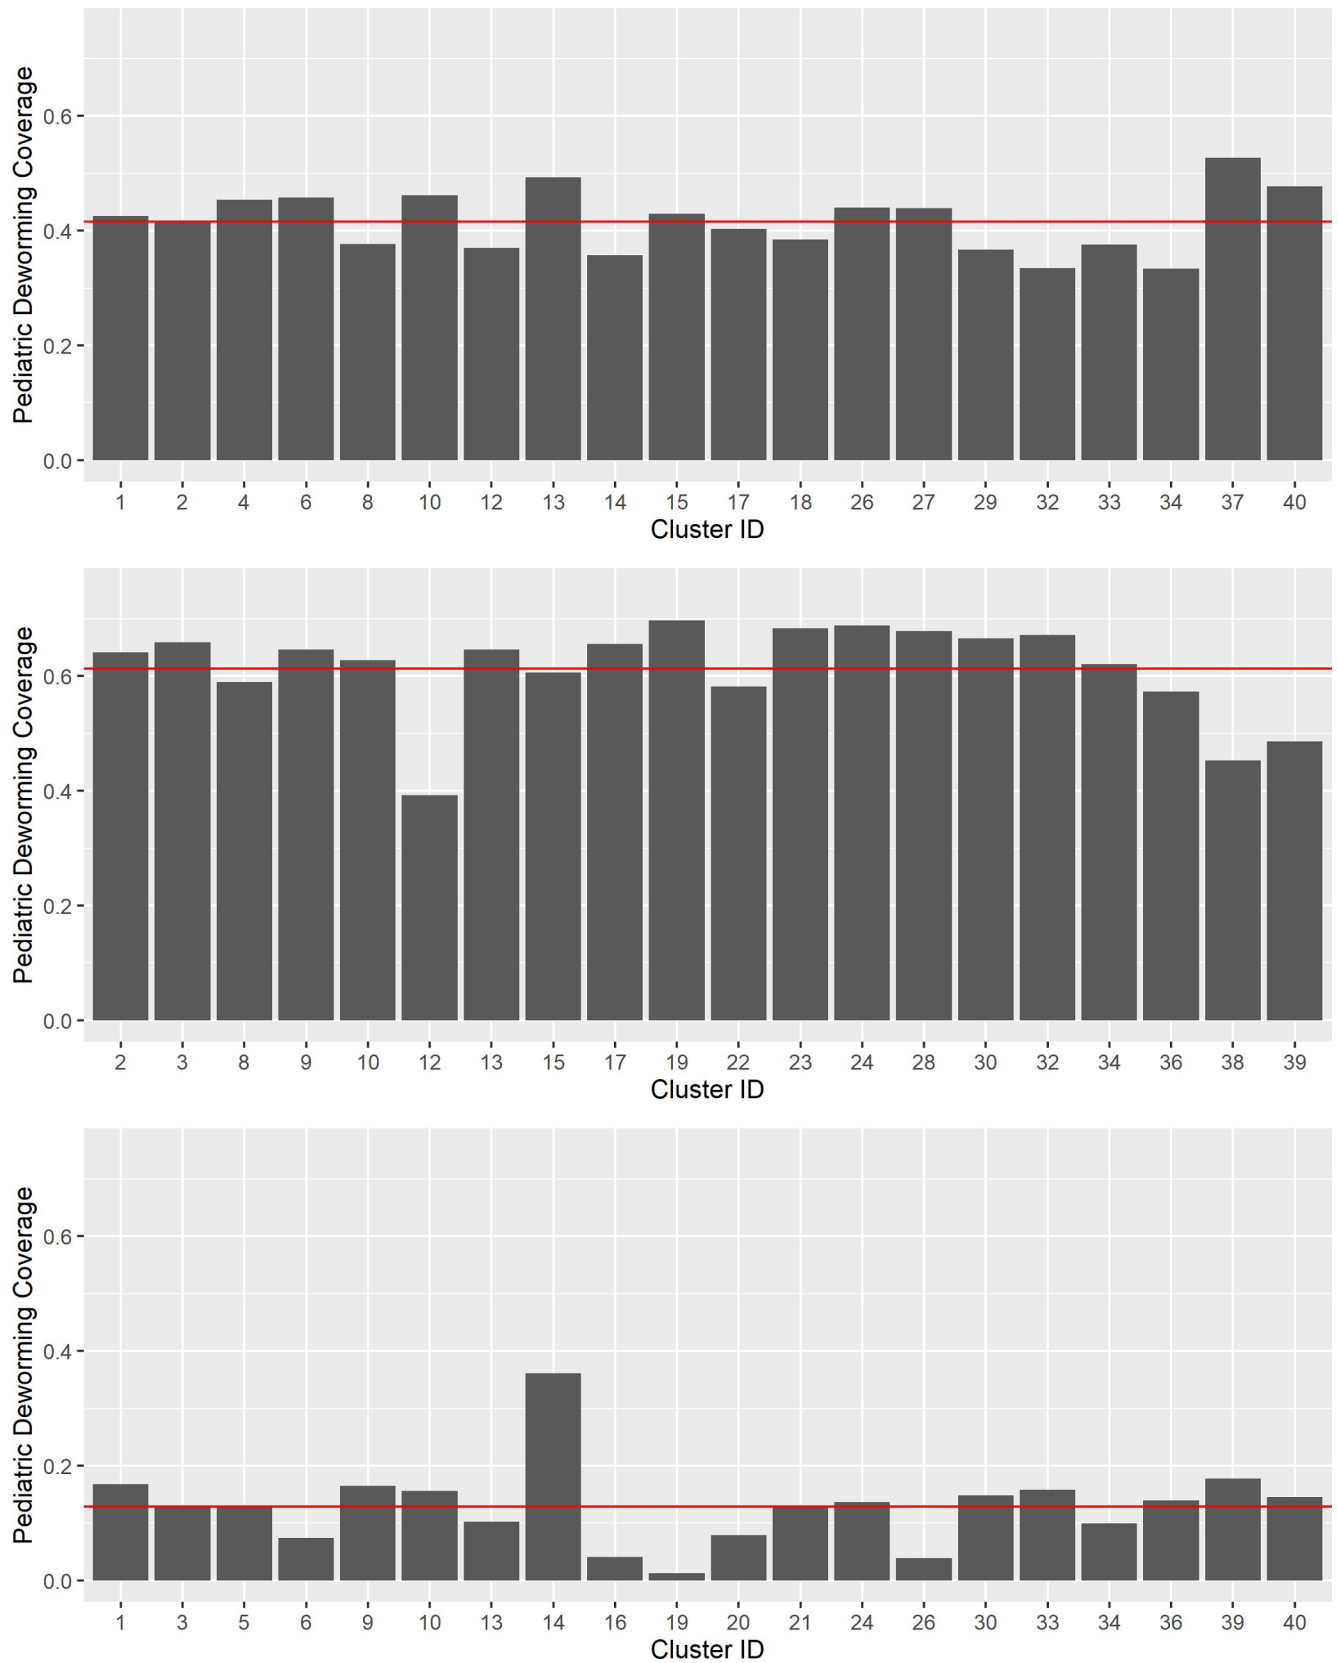 Pediatric Deworming Coverage
0.6
0.4
0.2
0.0
1 2 4 6 8 10 12 13 14 15 17 18 26 27 29 32 33 34 37 40
Cluster ID
Pediatric Deworming Coverage
0.6
0.4
0.2
0.0
2 3 8 9 10 12 13 15 17 19 22 23 24 28 30 32 34 36 38 39
Cluster ID
Pediatric Deworming Coverage
0.6
0.4
0.2
0.0
1 3 5 6 9 10 13 14 16 19 20 21 24 26 30 33 34 36 39 40
Cluster ID